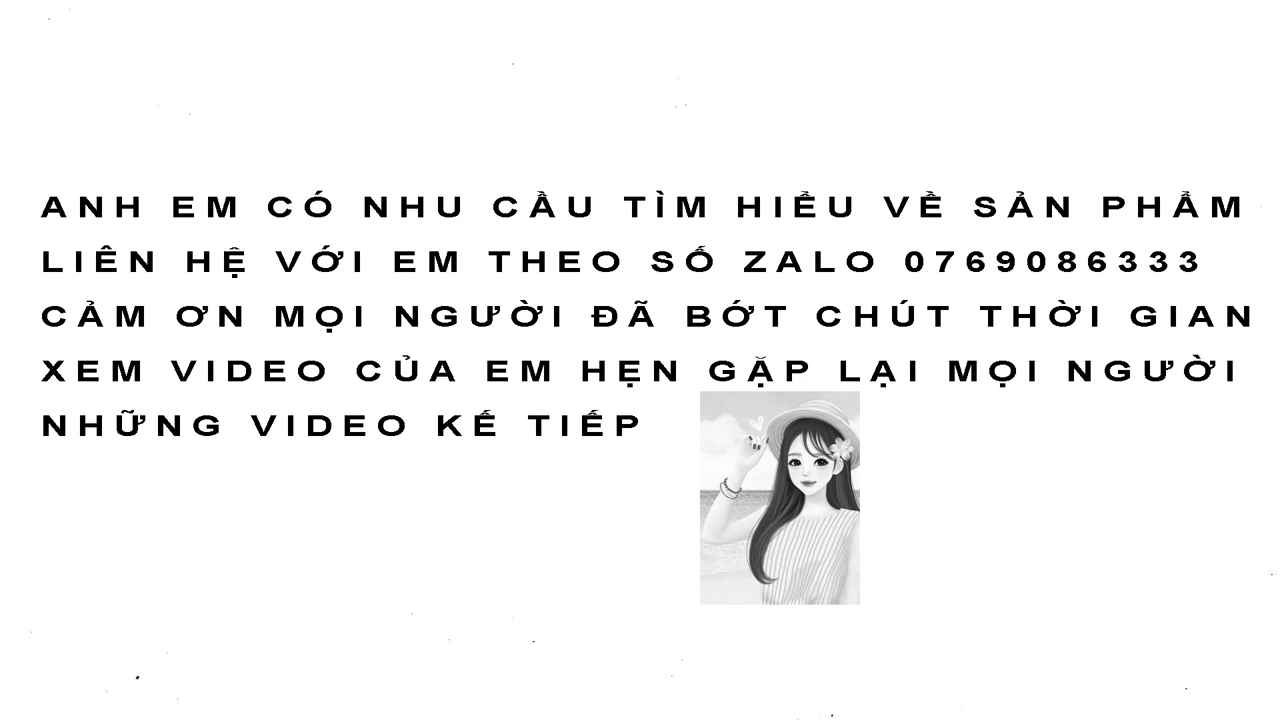 ANH EM CÓ NHU CẦU TÌM HIỂU VỀ SẢN PHẨM
LIÊN HỆ VỚI EM THEO SỐ ZALO 0769086333
CẢM ƠN MỌI NGƯỜI ĐÃ BỚT CHÚT THỜI GIAN
XEM VIDEO CỦA EM HẸN GẶP LẠI MỌI NGƯỜI
NHỮNG VIDEO KẾ TIẾP